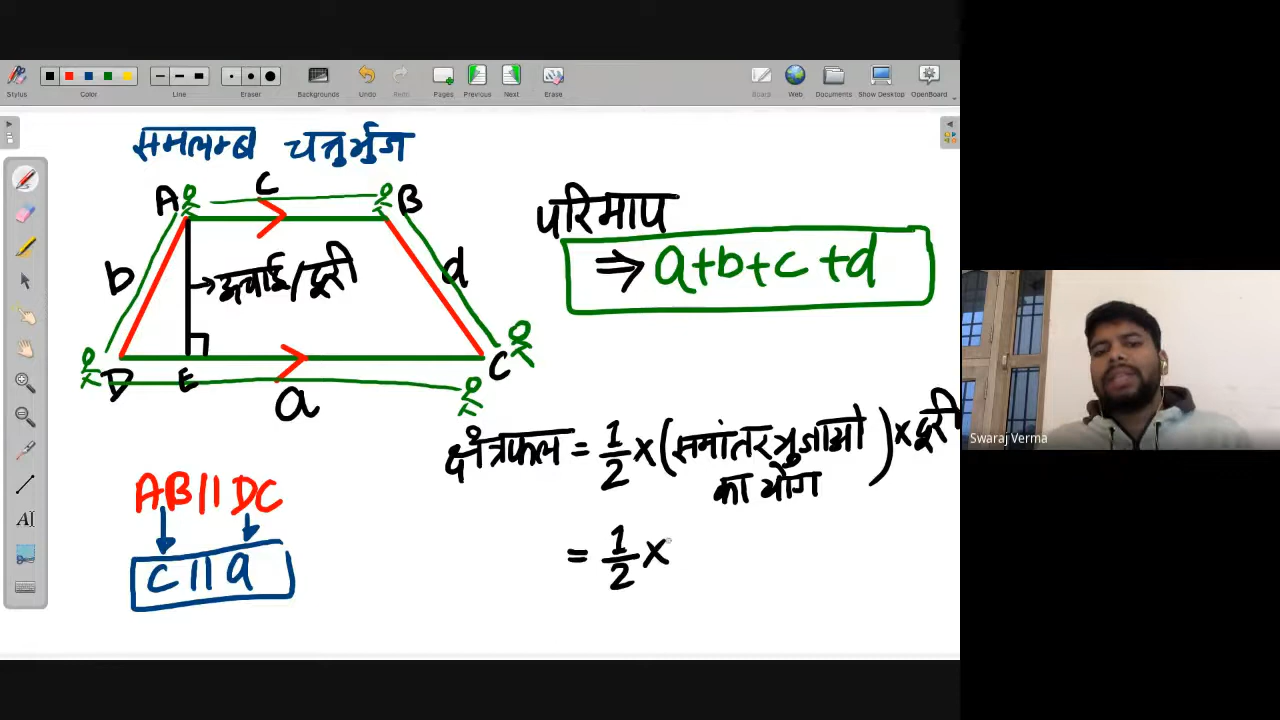 Stylus
Color
Line
Eraser
Backgrounds
Undo
Redo
Pages
Previous
Next
Erase
Board
Web
Documents
Show Desktop
OpenBoard
समलम्ब चतुर्भुज
A
c
B
b
→ऊचाई/दूरी
d
D
E
C
a
परिमाप
⇒ a+b+c+d
क्षेत्रफल = 1/2 × (समांतर भुजाओ का योग) × दूरी
= 1/2 ×
AB || DC
c || a
Swaraj Verma